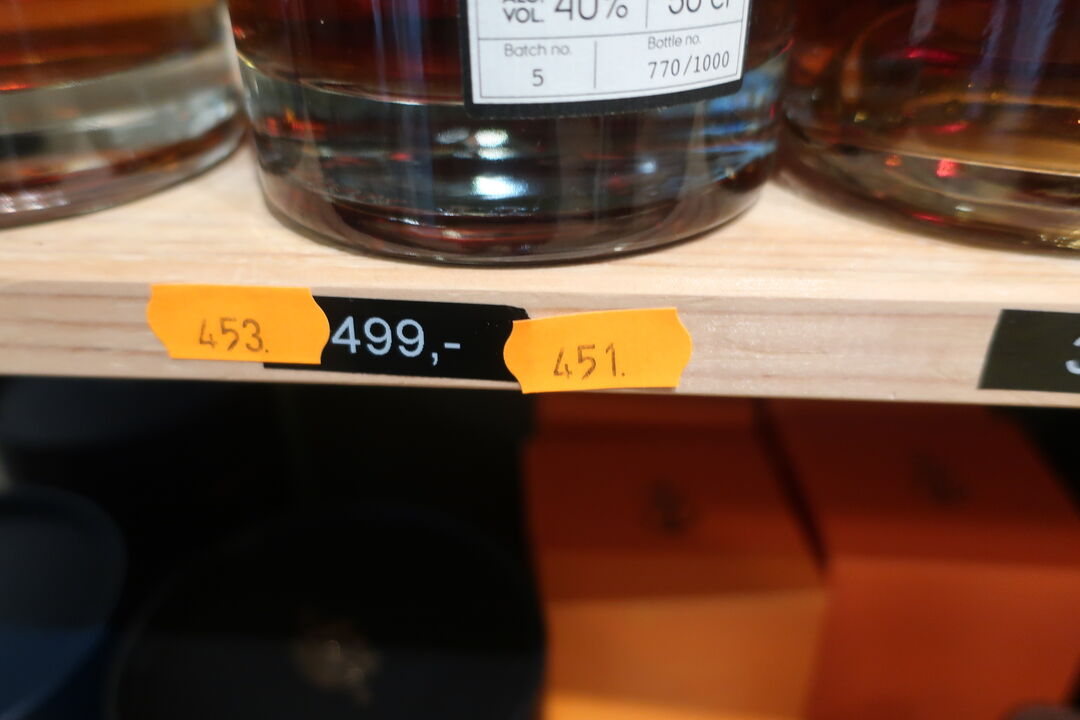 VOL. 40%
Batch no.
5
Bottle no.
770/1000
453.
499,-
451.